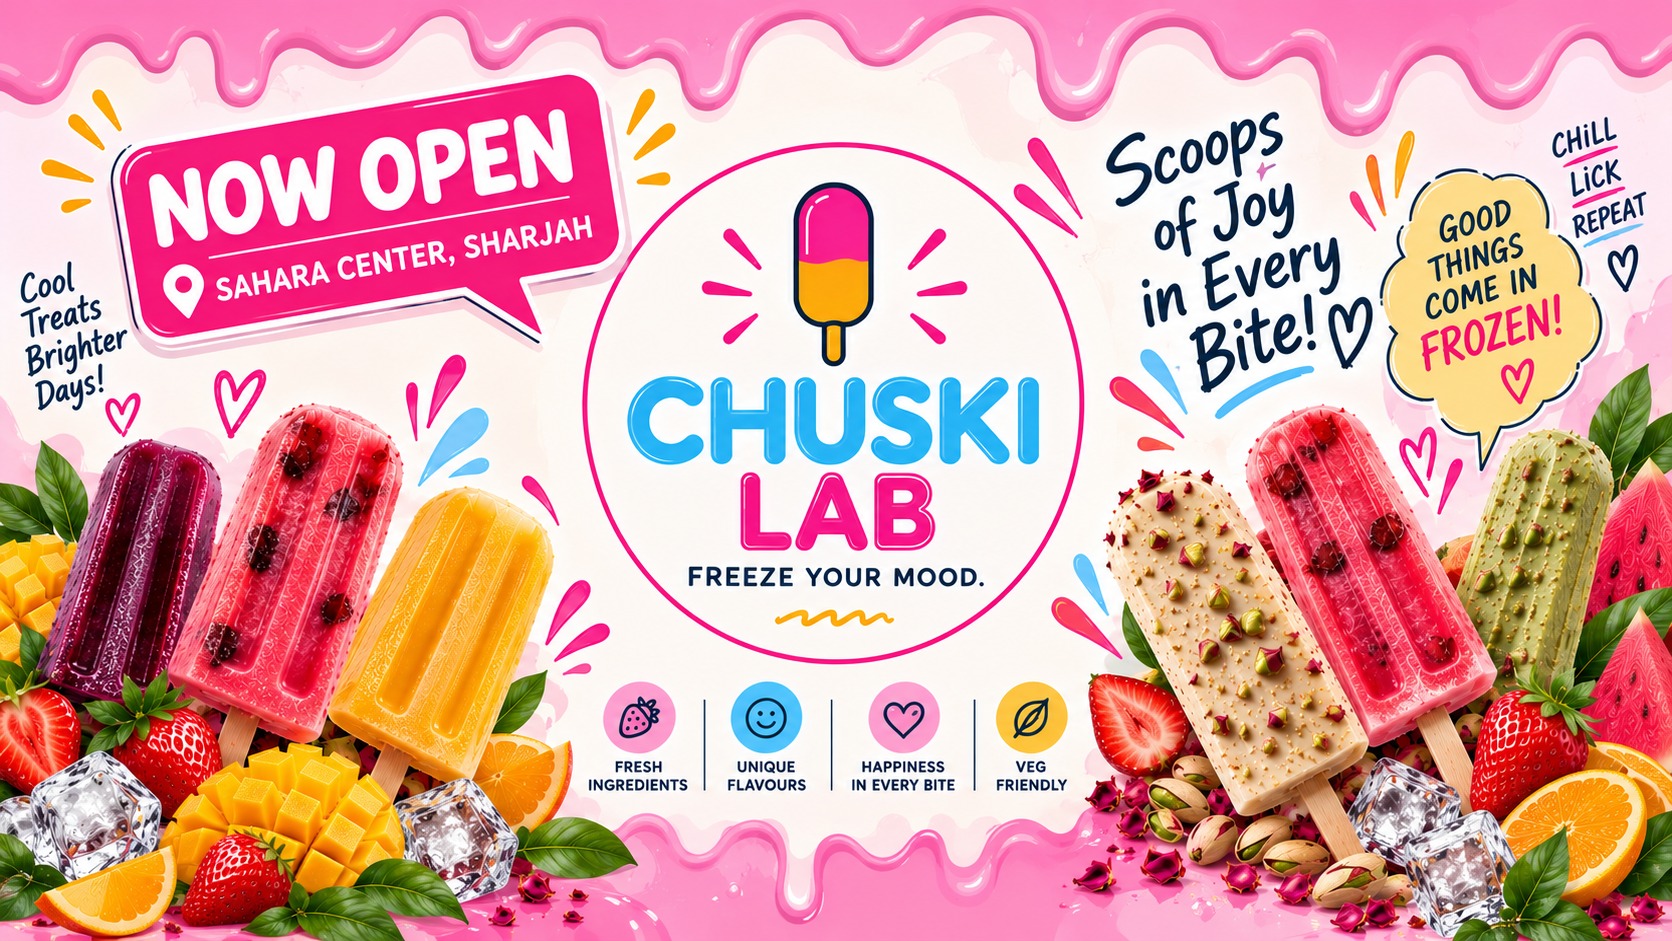 NOW OPEN
SAHARA CENTER, SHARJAH
Cool
Treats
Brighter
Days!
CHUSKI
LAB
FREEZE YOUR MOOD.
Scoops
of Joy
in Every
Bite!
GOOD
THINGS
COME IN
FROZEN!
CHiLL
LiCK
REPEAT
FRESH
INGREDIENTS
UNIQUE
FLAVOURS
HAPPINESS
IN EVERY BITE
VEG
FRIENDLY